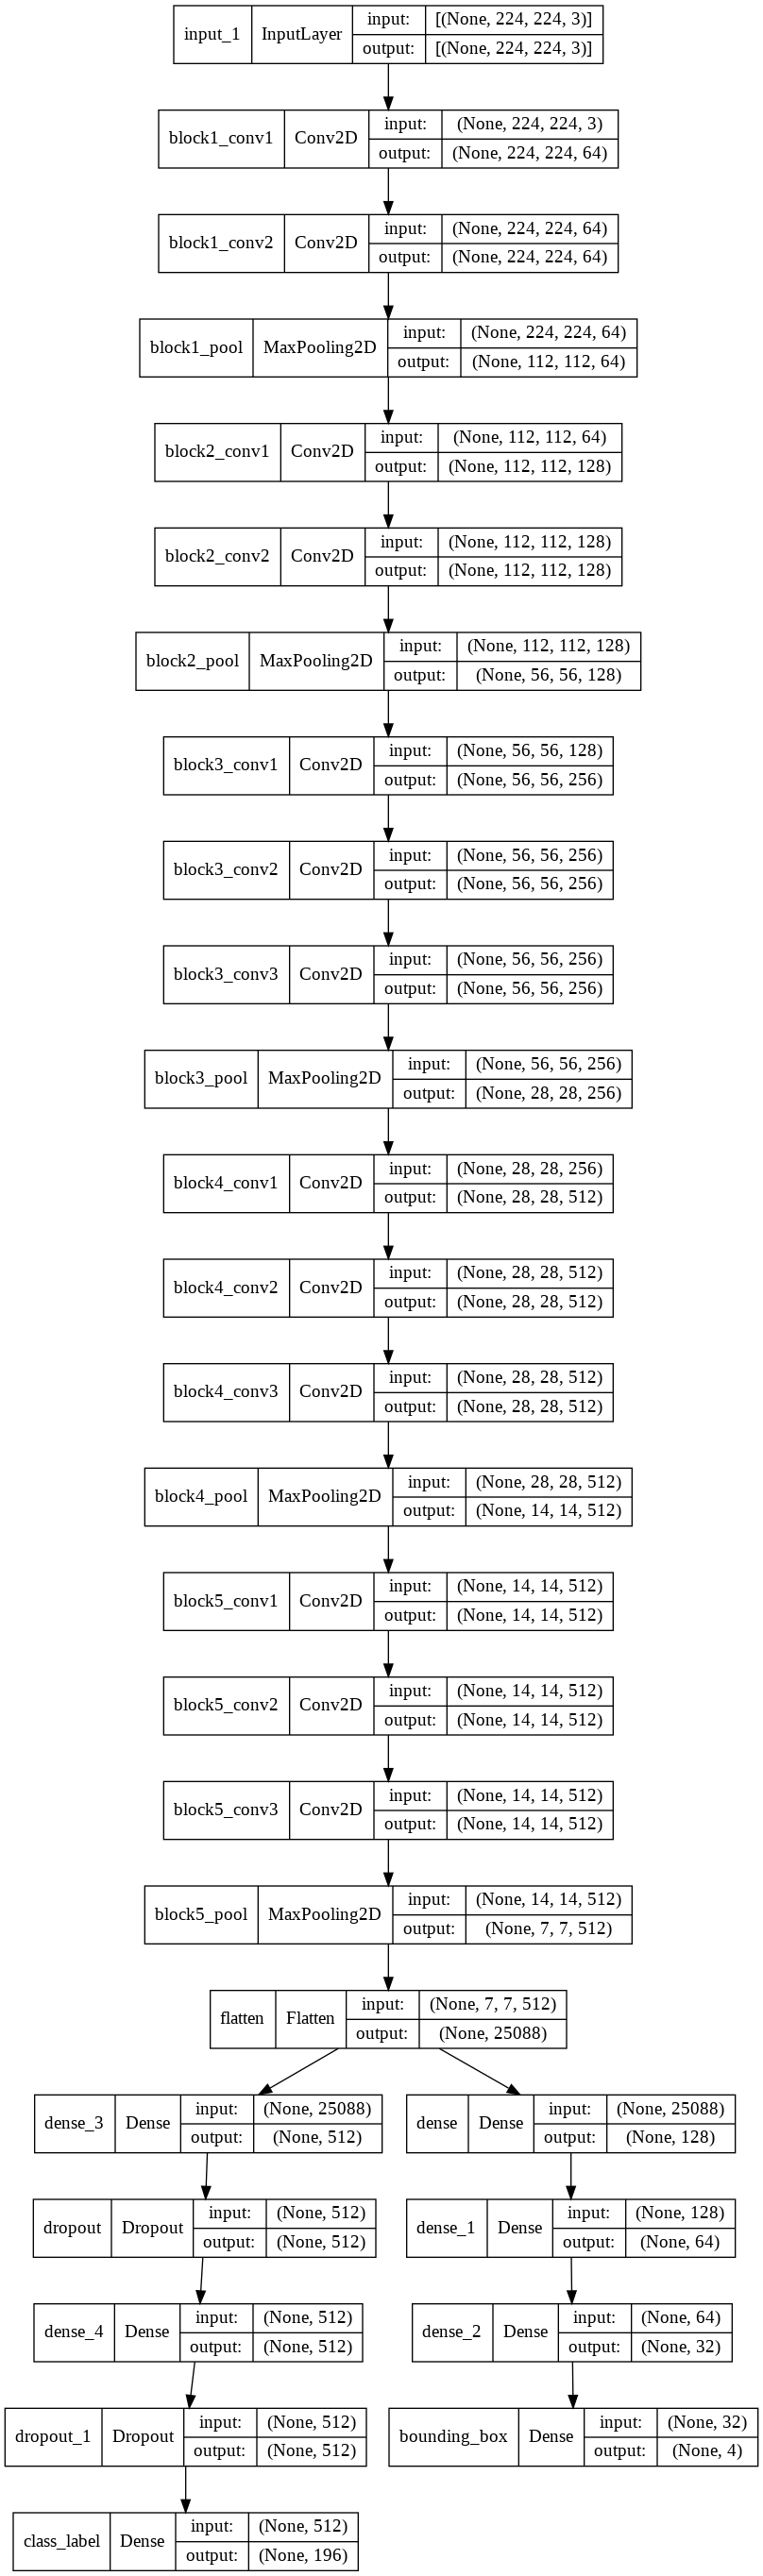 input_1 InputLayer input: [(None, 224, 224, 3)]
output: [(None, 224, 224, 3)]
block1_conv1 Conv2D input: (None, 224, 224, 3)
output: (None, 224, 224, 64)
block1_conv2 Conv2D input: (None, 224, 224, 64)
output: (None, 224, 224, 64)
block1_pool MaxPooling2D input: (None, 224, 224, 64)
output: (None, 112, 112, 64)
block2_conv1 Conv2D input: (None, 112, 112, 64)
output: (None, 112, 112, 128)
block2_conv2 Conv2D input: (None, 112, 112, 128)
output: (None, 112, 112, 128)
block2_pool MaxPooling2D input: (None, 112, 112, 128)
output: (None, 56, 56, 128)
block3_conv1 Conv2D input: (None, 56, 56, 128)
output: (None, 56, 56, 256)
block3_conv2 Conv2D input: (None, 56, 56, 256)
output: (None, 56, 56, 256)
block3_conv3 Conv2D input: (None, 56, 56, 256)
output: (None, 56, 56, 256)
block3_pool MaxPooling2D input: (None, 56, 56, 256)
output: (None, 28, 28, 256)
block4_conv1 Conv2D input: (None, 28, 28, 256)
output: (None, 28, 28, 512)
block4_conv2 Conv2D input: (None, 28, 28, 512)
output: (None, 28, 28, 512)
block4_conv3 Conv2D input: (None, 28, 28, 512)
output: (None, 28, 28, 512)
block4_pool MaxPooling2D input: (None, 28, 28, 512)
output: (None, 14, 14, 512)
block5_conv1 Conv2D input: (None, 14, 14, 512)
output: (None, 14, 14, 512)
block5_conv2 Conv2D input: (None, 14, 14, 512)
output: (None, 14, 14, 512)
block5_conv3 Conv2D input: (None, 14, 14, 512)
output: (None, 14, 14, 512)
block5_pool MaxPooling2D input: (None, 14, 14, 512)
output: (None, 7, 7, 512)
flatten Flatten input: (None, 7, 7, 512)
output: (None, 25088)
dense_3 Dense input: (None, 25088)
output: (None, 512)
dense Dense input: (None, 25088)
output: (None, 128)
dropout Dropout input: (None, 512)
output: (None, 512)
dense_1 Dense input: (None, 128)
output: (None, 64)
dense_4 Dense input: (None, 512)
output: (None, 512)
dense_2 Dense input: (None, 64)
output: (None, 32)
dropout_1 Dropout input: (None, 512)
output: (None, 512)
bounding_box Dense input: (None, 32)
output: (None, 4)
class_label Dense input: (None, 512)
output: (None, 196)